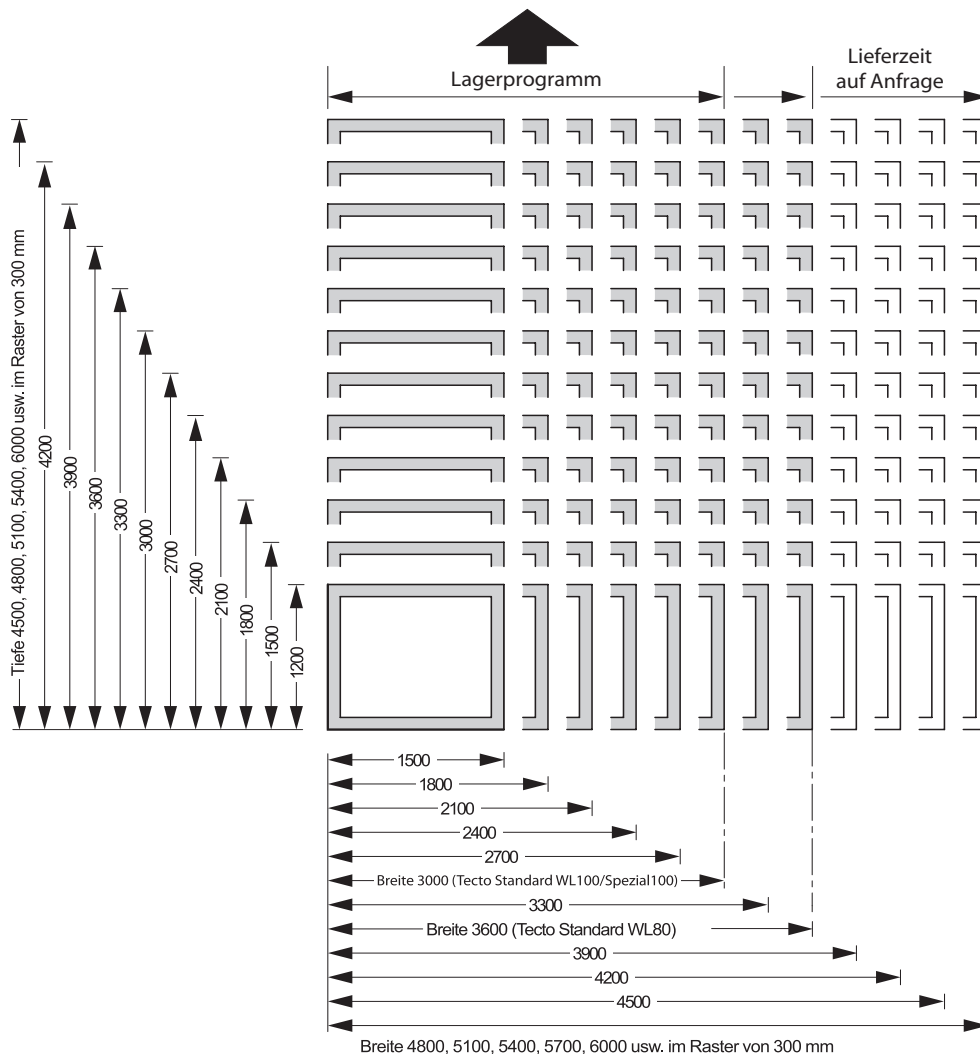 Lagerprogramm
Lieferzeit
auf Anfrage
Tiefe 4500, 4800, 5100, 5400, 6000 usw. im Raster von 300 mm
4200
3900
3600
3300
3000
2700
2400
2100
1800
1500
1200
1500
1800
2100
2400
2700
Breite 3000 (Tecto Standard WL100/Spezial100)
3300
Breite 3600 (Tecto Standard WL80)
3900
4200
4500
Breite 4800, 5100, 5400, 5700, 6000 usw. im Raster von 300 mm